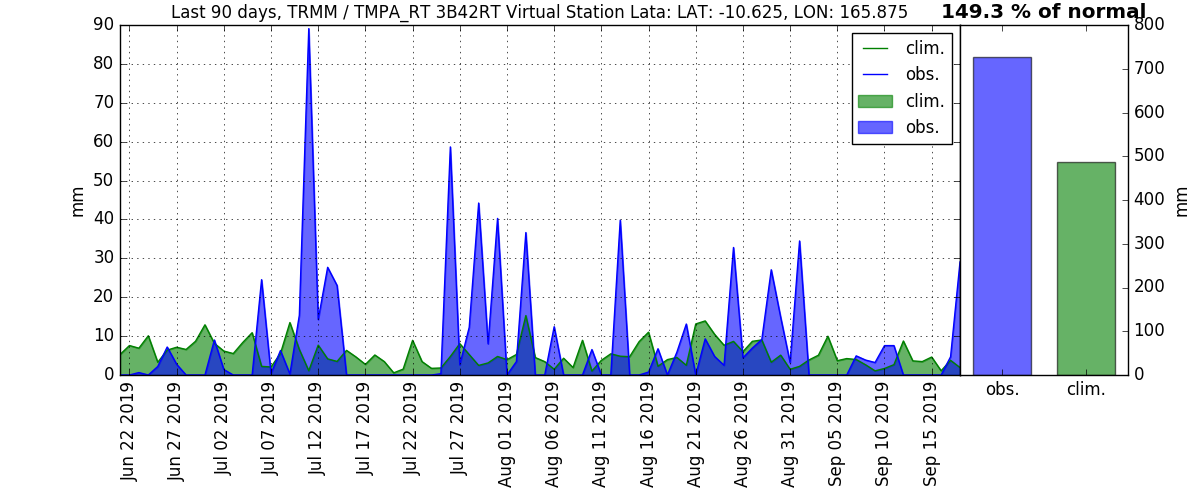 Last 90 days, TRMM / TMPA_RT 3B42RT Virtual Station Lata: LAT: -10.625, LON: 165.875
149.3 % of normal
90
80
70
60
50
40
30
20
10
0
mm
clim.
obs.
clim.
obs.
Jun 22 2019
Jun 27 2019
Jul 02 2019
Jul 07 2019
Jul 12 2019
Jul 17 2019
Jul 22 2019
Jul 27 2019
Aug 01 2019
Aug 06 2019
Aug 11 2019
Aug 16 2019
Aug 21 2019
Aug 26 2019
Aug 31 2019
Sep 05 2019
Sep 10 2019
Sep 15 2019
800
700
600
500
400
300
200
100
0
mm
obs.
clim.